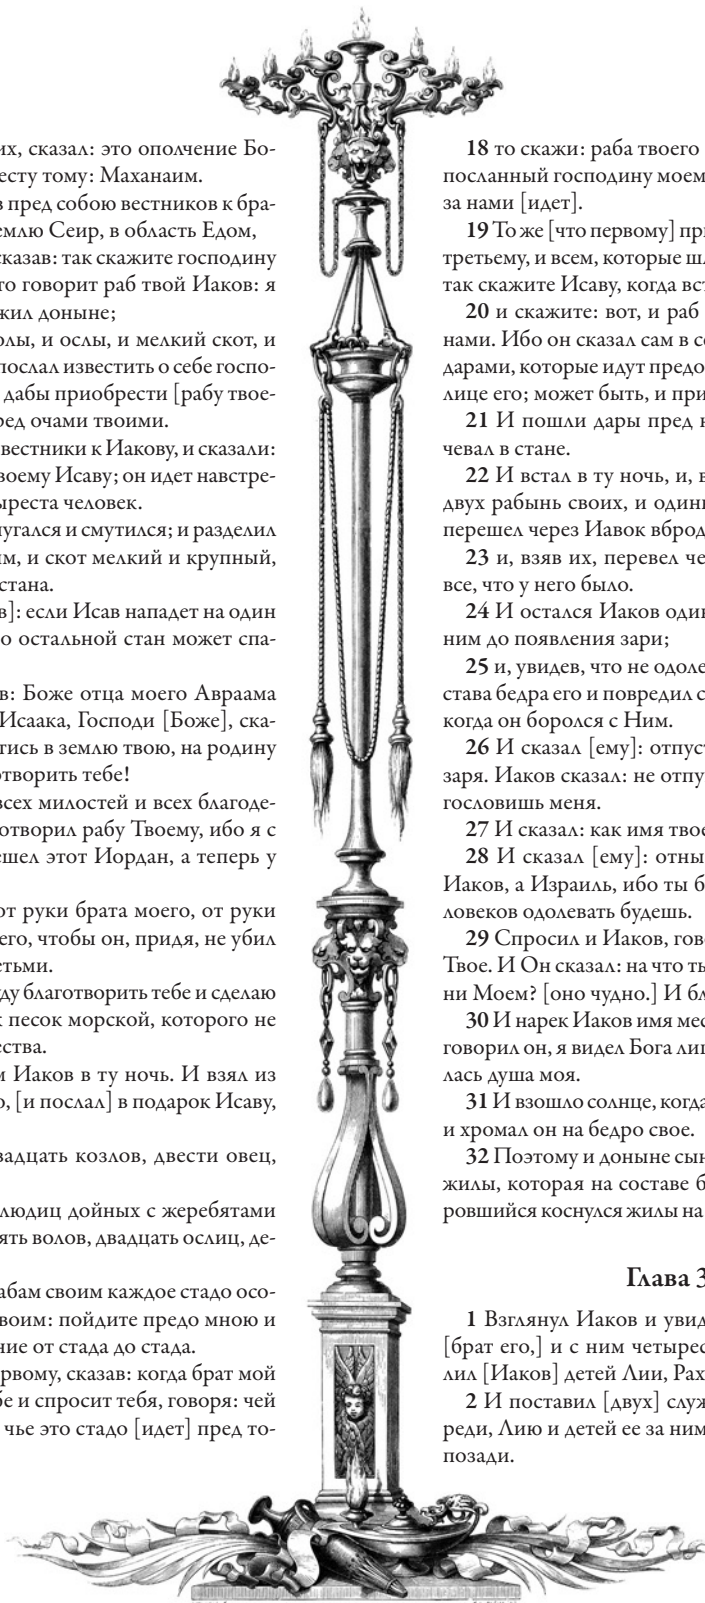 их, сказал: это ополчение Бо-
есту тому: Маханаим.
в пред собою вестников к бра-
емлю Сеир, в область Едом,
сказав: так скажите господину
то говорит раб твой Иаков: я
жил доныне;
олы, и ослы, и мелкий скот, и
послал известить о себе госпо-
дабы приобрести [рабу твое-
ред очами твоими.
вестники к Иакову, и сказали:
воему Исаву; он идет навстре-
ыреста человек.
пугался и смутился; и разделил
им, и скот мелкий и крупный,
стана.
в]: если Исав нападет на один
о остальной стан может спа-
в: Боже отца моего Авраама
Исаака, Господи [Боже], ска-
тись в землю твою, на родину
отворить тебе!
всех милостей и всех благоде-
отворил рабу Твоему, ибо я с
ешел этот Иордан, а теперь у
от руки брата моего, от руки
его, чтобы он, придя, не убил
етьми.
ду благотворить тебе и сделаю
к песок морской, которого не
ества.
м Иаков в ту ночь. И взял из
о, [и послал] в подарок Исаву,
вадцать козлов, двести овец,
людиц дойных с жеребятами
ять волов, двадцать ослиц, де-
абам своим каждое стадо осо-
воим: пойдите предо мною и
ние от стада до стада.
рвому, сказав: когда брат мой
бе и спросит тебя, говоря: чей
чье это стадо [идет] пред то-
18 то скажи: раба твоего
посланный господину моем
за нами [идет].
19 То же [что первому] при
третьему, и всем, которые шл
так скажите Исаву, когда вст
20 и скажите: вот, и раб
нами. Ибо он сказал сам в се
дарами, которые идут предо
лице его; может быть, и при
21 И пошли дары пред н
чевал в стане.
22 И встал в ту ночь, и, в
двух рабынь своих, и один
перешел через Иавок вброд
23 и, взяв их, перевел че
все, что у него было.
24 И остался Иаков один
ним до появления зари;
25 и, увидев, что не одоле
става бедра его и повредил с
когда он боролся с Ним.
26 И сказал [ему]: отпуст
заря. Иаков сказал: не отпу
гословишь меня.
27 И сказал: как имя твое
28 И сказал [ему]: отны
Иаков, а Израиль, ибо ты б
ловеков одолевать будешь.
29 Спросил и Иаков, гово
Твое. И Он сказал: на что ты
ни Моем? [оно чудно.] И бл
30 И нарек Иаков имя мес
говорил он, я видел Бога лиц
лась душа моя.
31 И взошло солнце, когда
и хромал он на бедро свое.
32 Поэтому и доныне сын
жилы, которая на составе б
ровшийся коснулся жилы на
Глава 3
1 Взглянул Иаков и увид
[брат его,] и с ним четырес
лил [Иаков] детей Лии, Рах
2 И поставил [двух] служ
реди, Лию и детей ее за ним
позади.